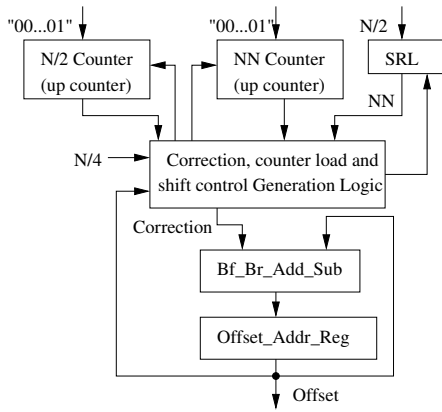 "00...01"
"00...01"
N/2
N/2 Counter
(up counter)
NN Counter
(up counter)
SRL
NN
N/4
Correction, counter load and
shift control Generation Logic
Correction
Bf_Br_Add_Sub
Offset_Addr_Reg
Offset